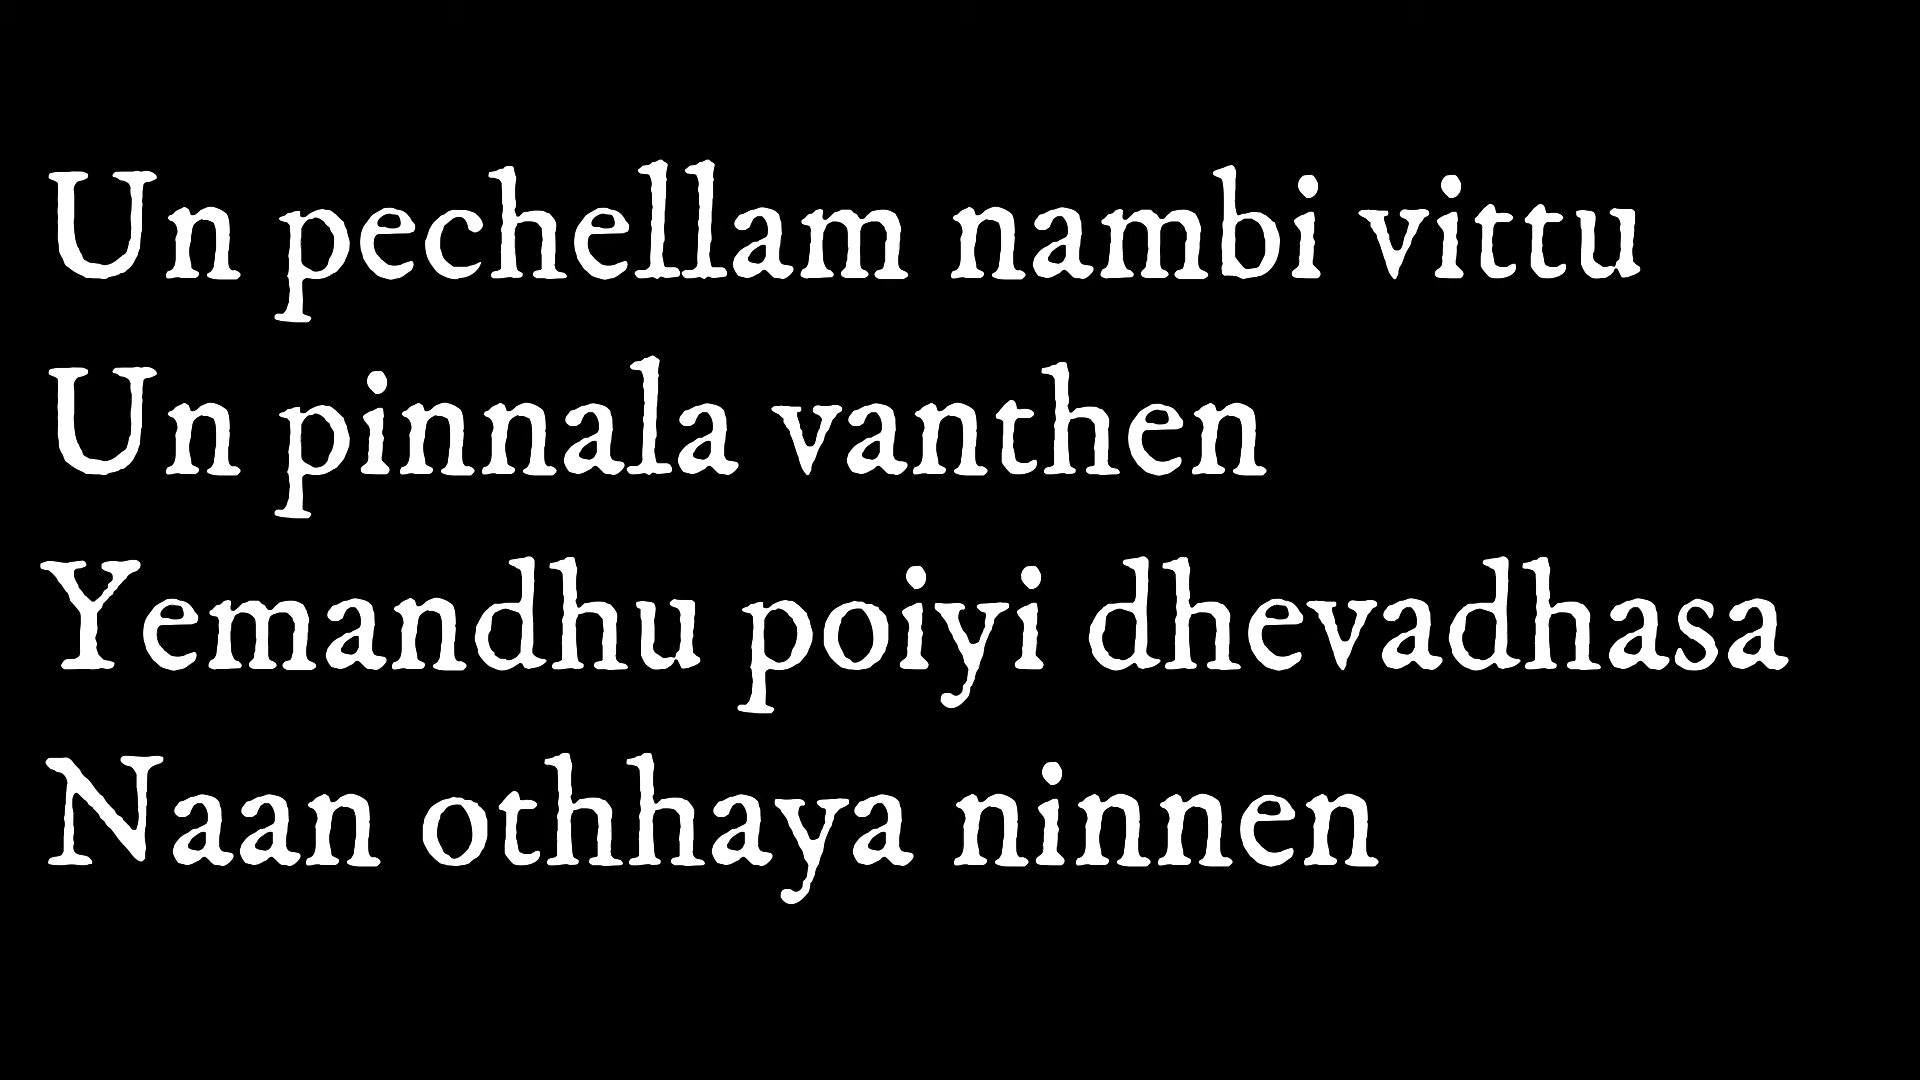 Un pechellam nambi vittu
Un pinnala vanthen
Yemandhu poiyi dhevadhasa
Naan othhaya ninnen